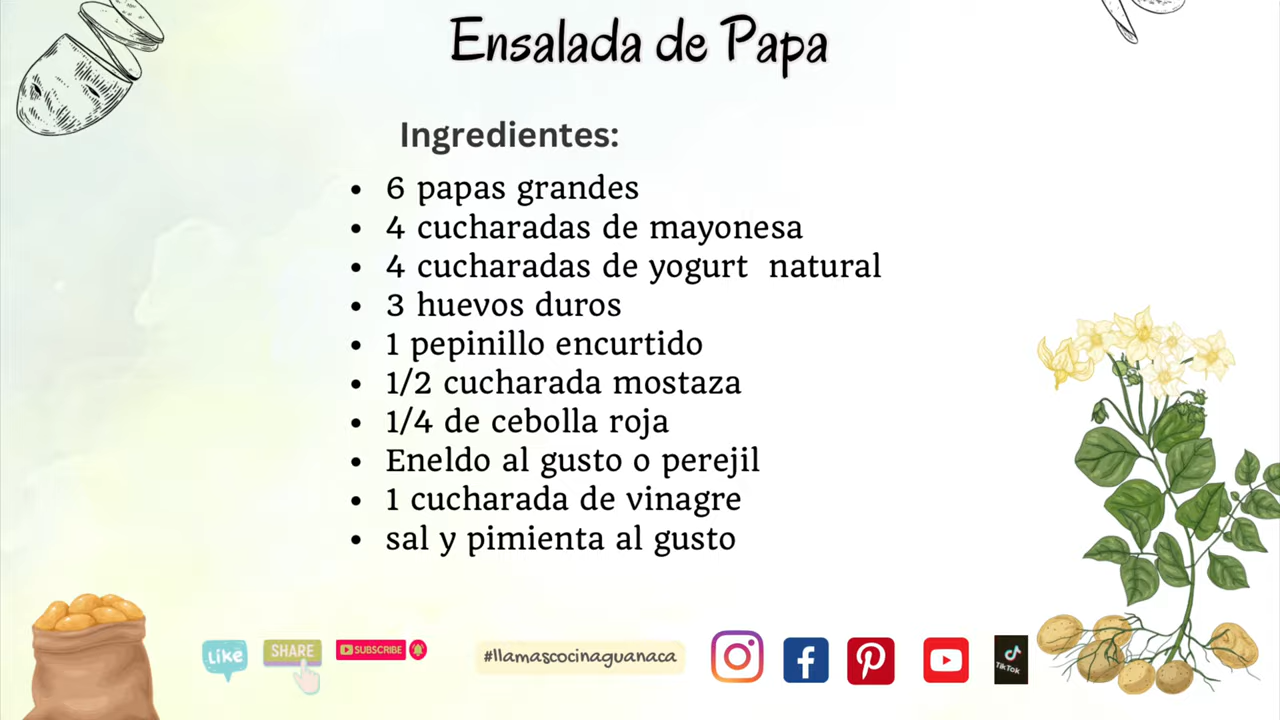 Ensalada de Papa
Ingredientes:
• 6 papas grandes
• 4 cucharadas de mayonesa
• 4 cucharadas de yogurt natural
• 3 huevos duros
• 1 pepinillo encurtido
• 1/2 cucharada mostaza
• 1/4 de cebolla roja
• Eneldo al gusto o perejil
• 1 cucharada de vinagre
• sal y pimienta al gusto
Like
SHARE
SUBSCRIBE
#llamascocinaguanaca
TikTok